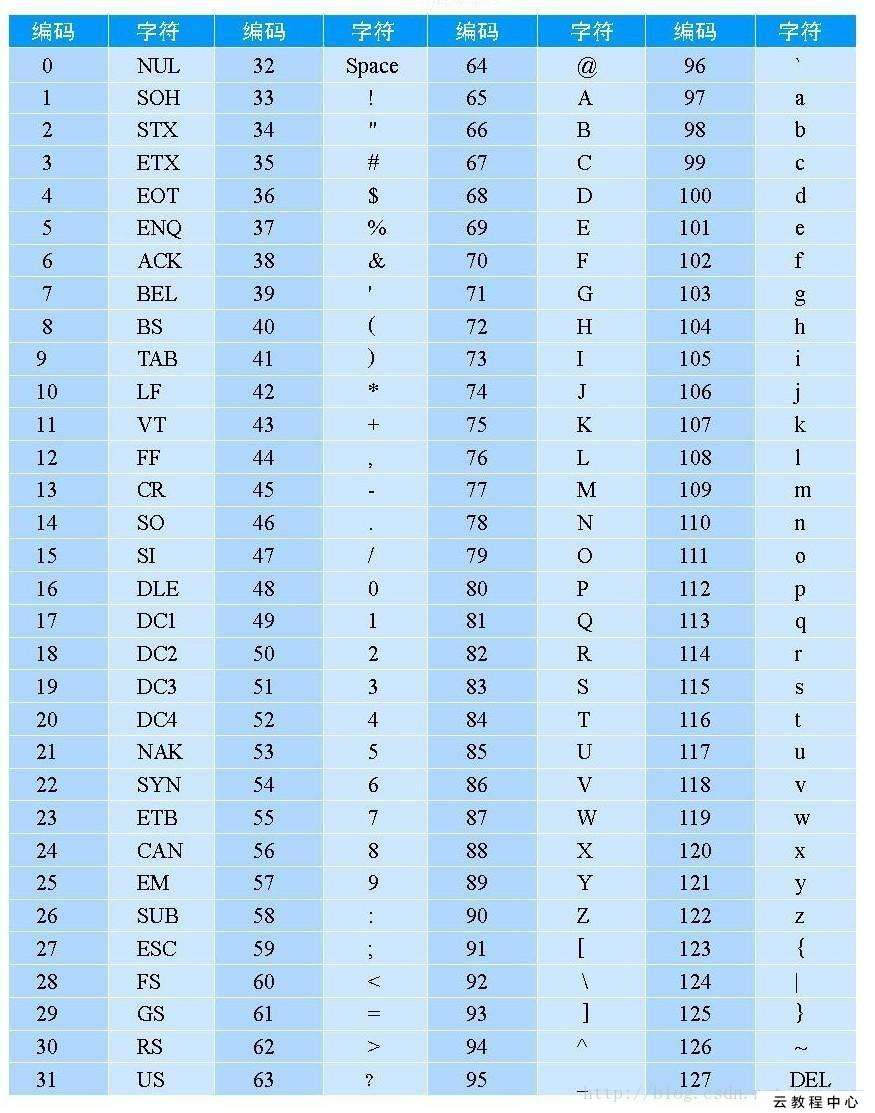 编码 字符 编码 字符 编码 字符 编码 字符
0 NUL 32 Space 64 @ 96 `
1 SOH 33 ! 65 A 97 a
2 STX 34 " 66 B 98 b
3 ETX 35 # 67 C 99 c
4 EOT 36 $ 68 D 100 d
5 ENQ 37 % 69 E 101 e
6 ACK 38 & 70 F 102 f
7 BEL 39 ' 71 G 103 g
8 BS 40 ( 72 H 104 h
9 TAB 41 ) 73 I 105 i
10 LF 42 * 74 J 106 j
11 VT 43 + 75 K 107 k
12 FF 44 , 76 L 108 l
13 CR 45 - 77 M 109 m
14 SO 46 . 78 N 110 n
15 SI 47 / 79 O 111 o
16 DLE 48 0 80 P 112 p
17 DC1 49 1 81 Q 113 q
18 DC2 50 2 82 R 114 r
19 DC3 51 3 83 S 115 s
20 DC4 52 4 84 T 116 t
21 NAK 53 5 85 U 117 u
22 SYN 54 6 86 V 118 v
23 ETB 55 7 87 W 119 w
24 CAN 56 8 88 X 120 x
25 EM 57 9 89 Y 121 y
26 SUB 58 : 90 Z 122 z
27 ESC 59 ; 91 [ 123 {
28 FS 60 < 92 \ 124 |
29 GS 61 = 93 ] 125 }
30 RS 62 > 94 ^ 126 ~
31 US 63 ? 95 _ 127 DEL
http://blog.csdn.
云教程中心